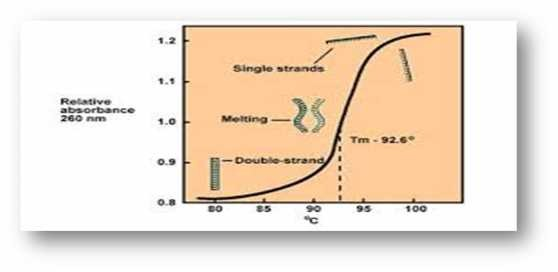 1.2
Single strands
1.1
Relative
absorbance
260 nm
Melting
1.0
Tm - 92.6°
0.9
Double-strand
0.8
80 85 90 95 100
°C